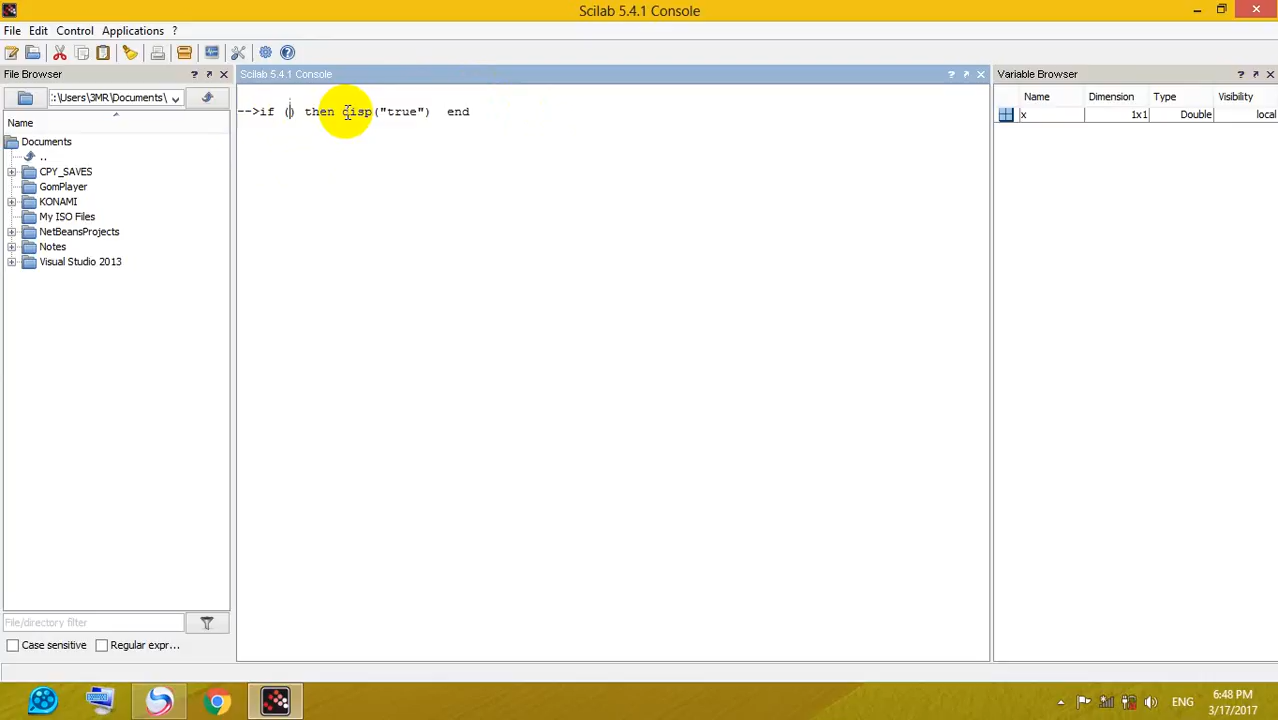 Scilab 5.4.1 Console
File Edit Control Applications ?
File Browser ? Scilab 5.4.1 Console ? Variable Browser ?
:\Users\3MR\Documents\
Name
Documents
..
CPY_SAVES
GomPlayer
KONAMI
My ISO Files
NetBeansProjects
Notes
Visual Studio 2013
File/directory filter
Case sensitive Regular expr...
-->if () then disp("true") end
Name Dimension Type Visibility
x 1x1 Double local
ENG
6:48 PM
3/17/2017